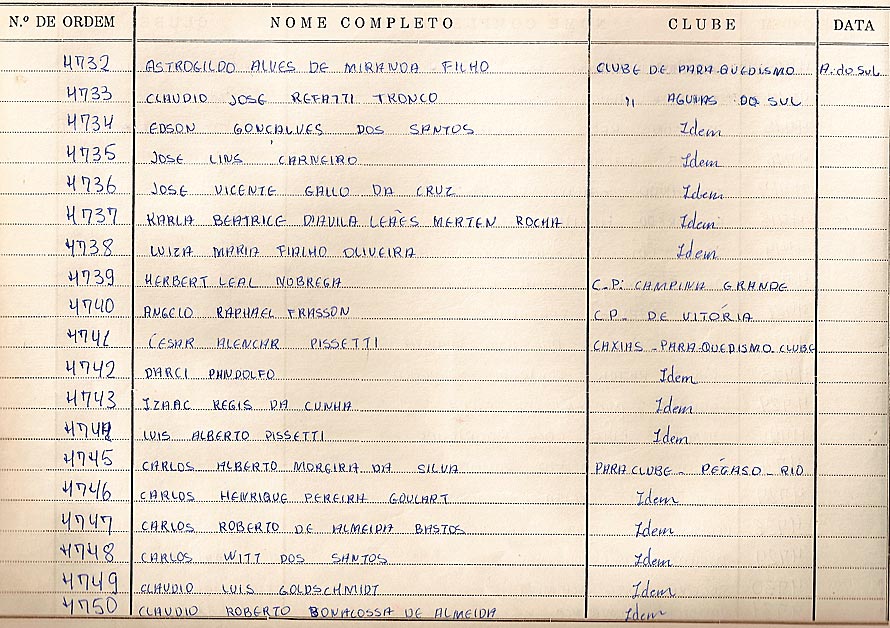 N.º DE ORDEM NOME COMPLETO CLUBE DATA
4732 ASTROGILDO ALVES DE MIRANDA FILHO CLUBE DE PARA.QUEDISMO A.do.Sul
4733 CLAUDIO JOSE REFATTI TRONCO " AGUIAS DO SUL
4734 EDSON GONÇALVES DOS SANTOS Idem
4735 JOSE LINS CARNEIRO Idem
4736 JOSE VICENTE GALLO DA CRUZ Idem
4737 KARLA BEATRICE D'AVILA LEÃES MERTEN ROCHA Idem
4738 LUIZA MARIA FIALHO OLIVEIRA Idem
4739 HERBERT LEAL NOBREGA C.P. CAMPINA GRANDE
4740 ANGELO RAPHAEL FRASSON C.P. DE VITÓRIA
4741 CESAR ALENCAR PISSETTI CAXIAS - PARA.QUEDISMO CLUBE
4742 DARCI PANDOLFO Idem
4743 IZAAC REGIS DA CUNHA Idem
4744 LUIS ALBERTO PISSETTI Idem
4745 CARLOS ALBERTO MOREIRA DA SILVA PARA CLUBE - PÉGASO - RIO
4746 CARLOS HENRIQUE PEREIRA GOULART Idem
4747 CARLOS ROBERTO DE ALMEIDA BASTOS Idem
4748 CARLOS WITT DOS SANTOS Idem
4749 CLAUDIO LUIS GOLDSCHMIDT Idem
4750 CLAUDIO ROBERTO BONACOSSA DE ALMEIDA Idem